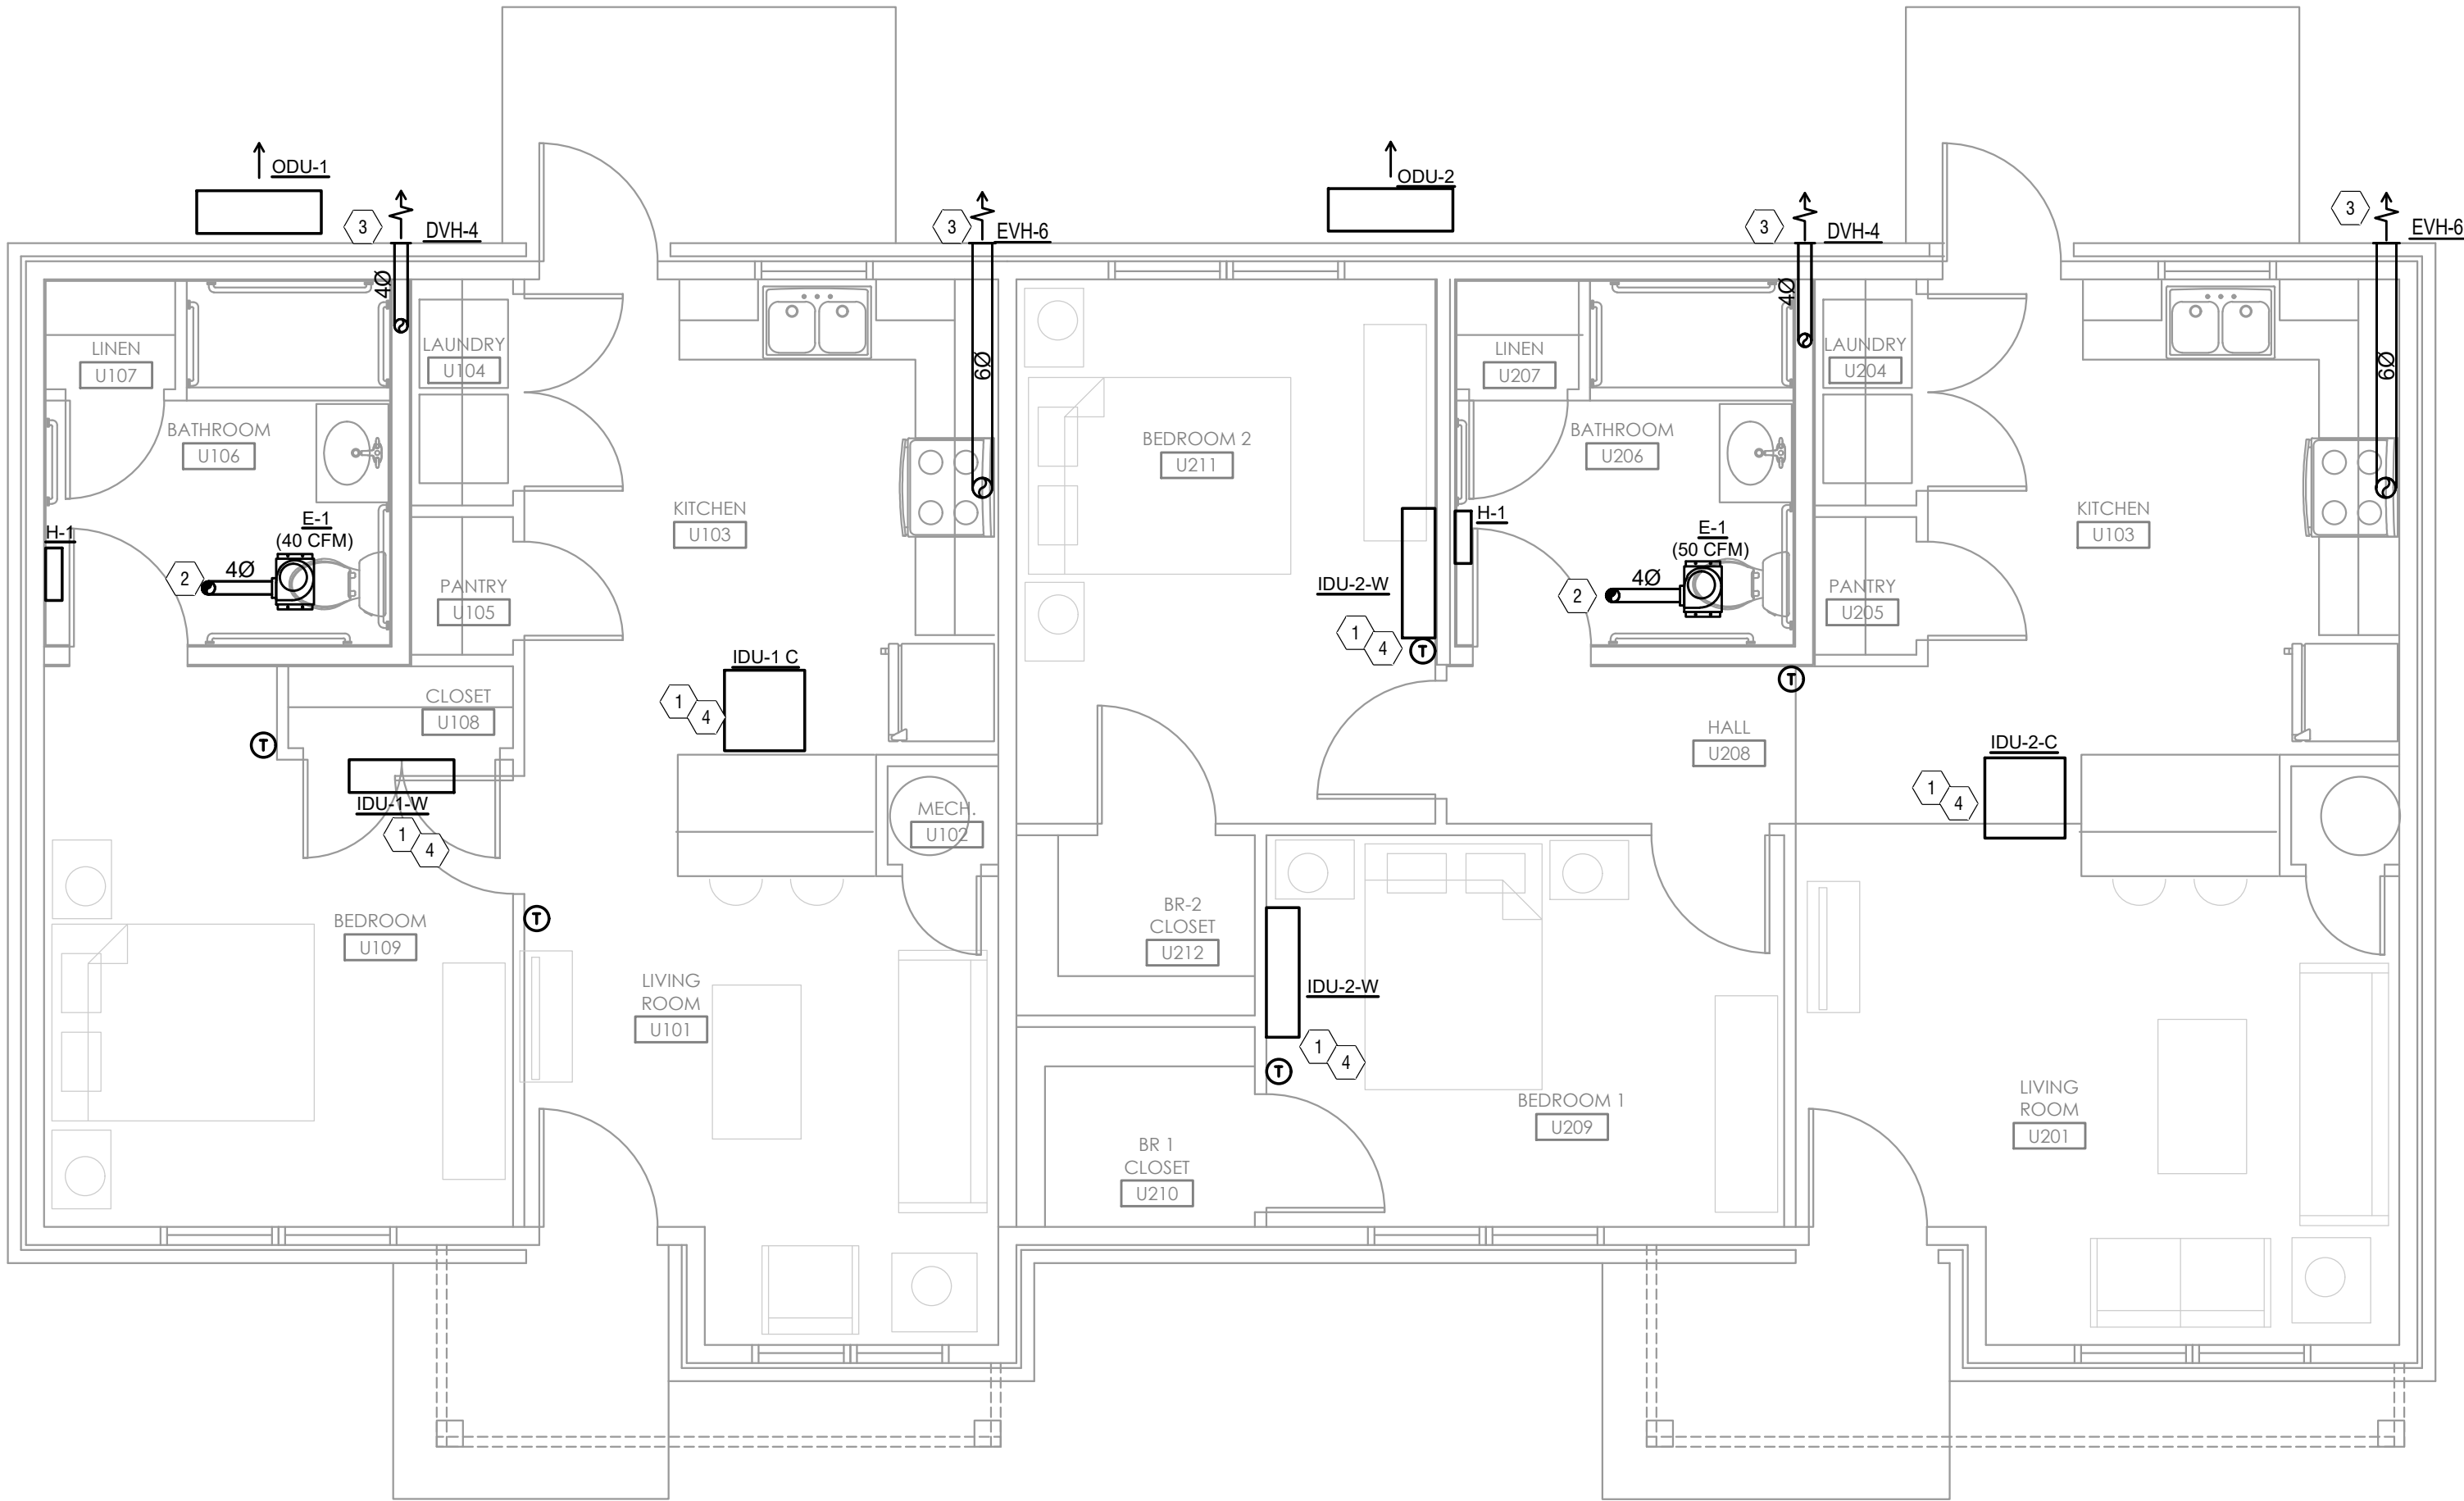 ODU-1
ODU-2
3
DVH-4
3
EVH-6
3
DVH-4
3
EVH-6
4Ø
4Ø
LINEN
U107
LAUNDRY
U104
6Ø
LINEN
U207
LAUNDRY
U204
6Ø
BATHROOM
U106
BEDROOM 2
U211
BATHROOM
U206
KITCHEN
U103
KITCHEN
U103
H-1
E-1
(40 CFM)
2
4Ø
PANTRY
U105
H-1
E-1
(50 CFM)
IDU-2-W
2
4Ø
PANTRY
U205
1
4
T
IDU-1 C
1
4
CLOSET
U108
T
T
HALL
U208
IDU-2-C
1
4
IDU-1-W
1
4
MECH.
U102
BEDROOM
U109
T
BR-2
CLOSET
U212
LIVING
ROOM
U101
IDU-2-W
1
4
T
BEDROOM 1
U209
LIVING
ROOM
U201
BR 1
CLOSET
U210